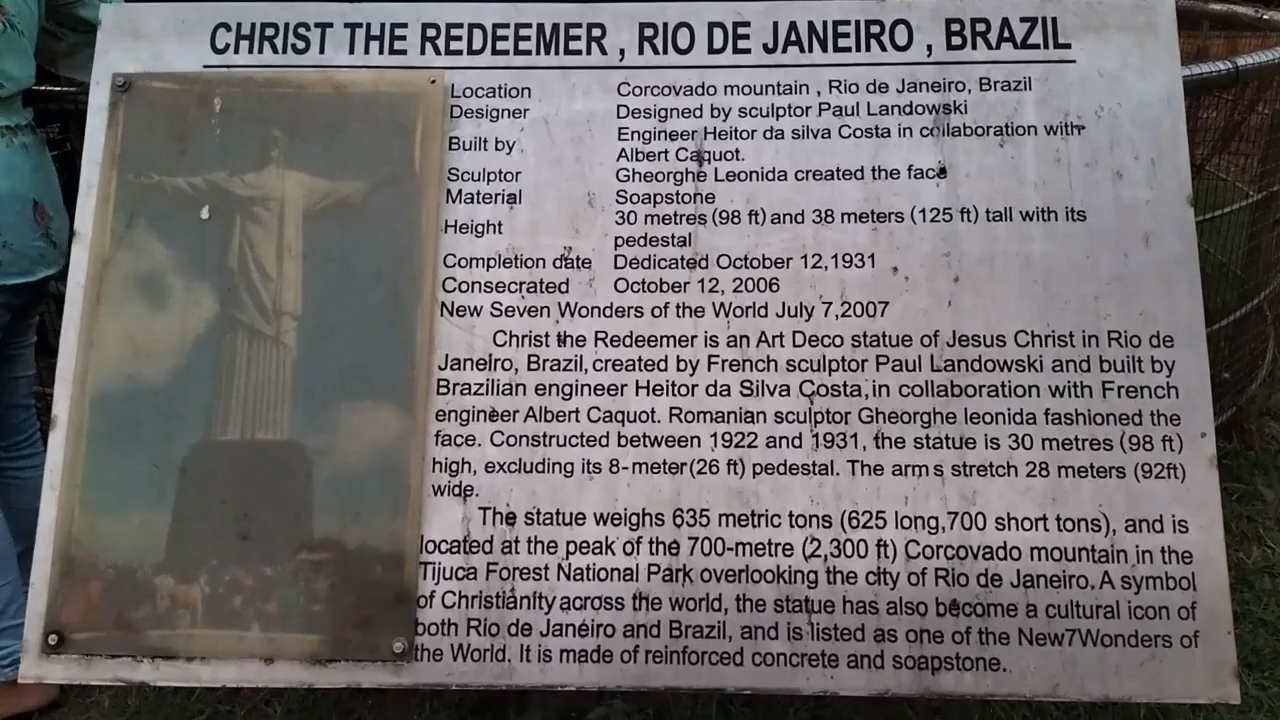 CHRIST THE REDEEMER , RIO DE JANEIRO , BRAZIL
Location Corcovado mountain , Rio de Janeiro, Brazil
Designer Designed by sculptor Paul Landowski
Built by Engineer Heitor da silva Costa in collaboration with
Albert Caquot.
Sculptor Gheorghe Leonida created the face
Material Soapstone
Height 30 metres (98 ft) and 38 meters (125 ft) tall with its
pedestal
Completion date Dedicated October 12,1931
Consecrated October 12, 2006
New Seven Wonders of the World July 7,2007
Christ the Redeemer is an Art Deco statue of Jesus Christ in Rio de
Janelro, Brazil, created by French sculptor Paul Landowski and built by
Brazilian engineer Heitor da Silva Costa, in collaboration with French
engineer Albert Caquot. Romanian sculptor Gheorghe leonida fashioned the
face. Constructed between 1922 and 1931, the statue is 30 metres (98 ft)
high, excluding its 8-meter(26 ft) pedestal. The arms stretch 28 meters (92ft)
wide.
The statue weighs 635 metric tons (625 long,700 short tons), and is
located at the peak of the 700-metre (2,300 ft) Corcovado mountain in the
Tijuca Forest National Park overlooking the city of Rio de Janeiro. A symbol
of Christianity across the world, the statue has also become a cultural icon of
both Rio de Janeiro and Brazil, and is listed as one of the New7Wonders of
the World. It is made of reinforced concrete and soapstone..